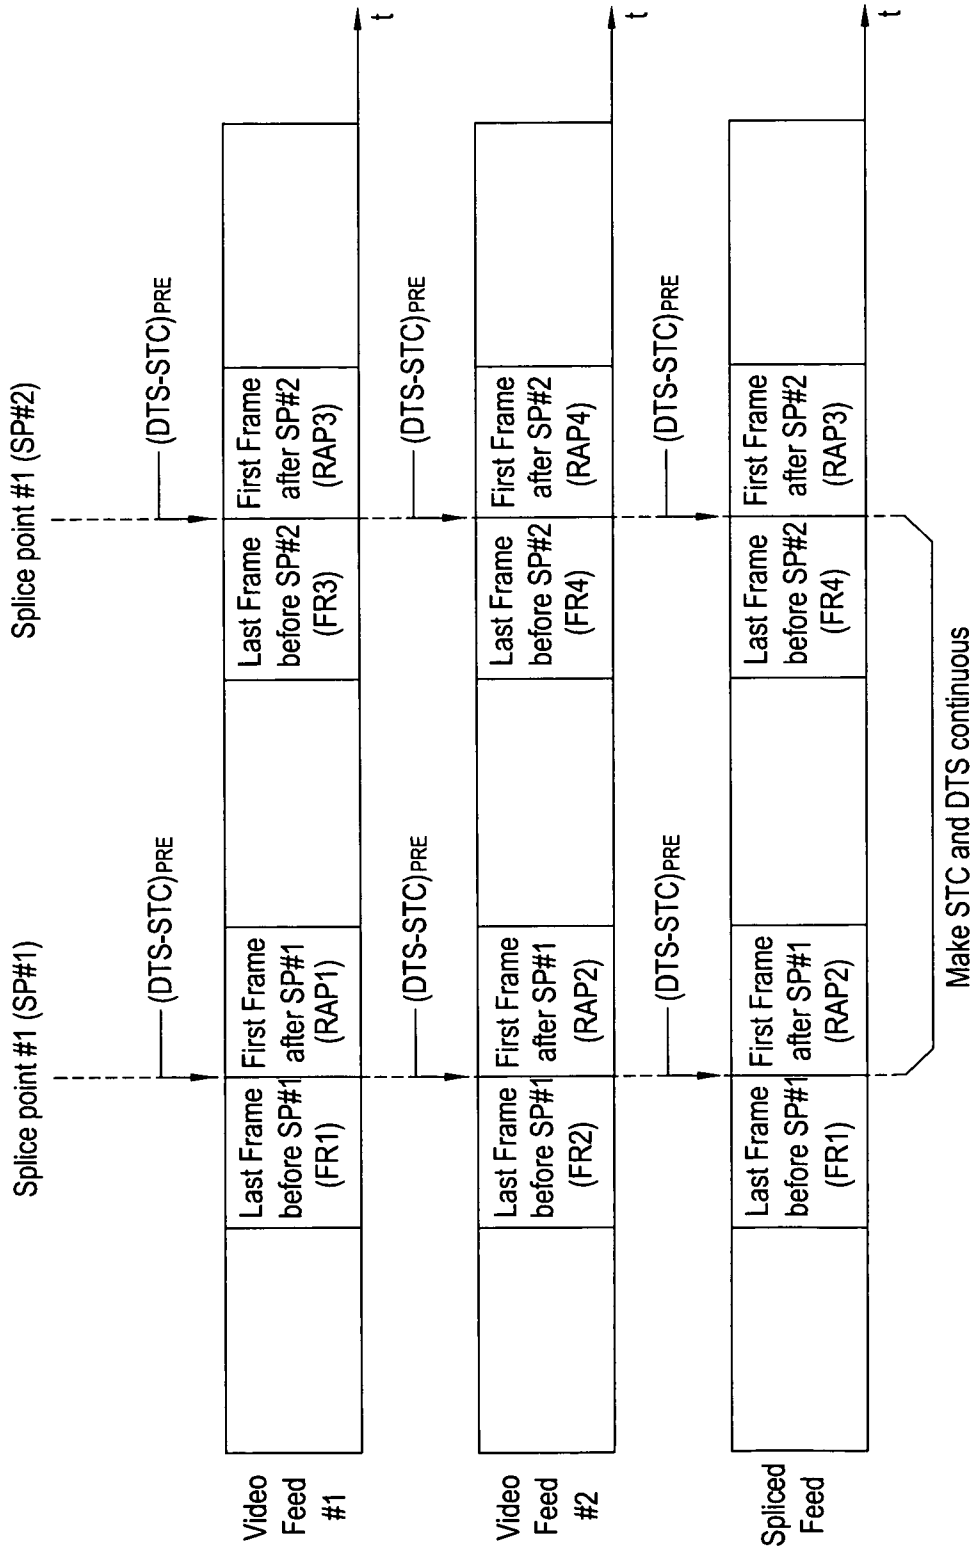 Splice point #1 (SP#1)
Splice point #1 (SP#2)
(DTS-STC)PRE
(DTS-STC)PRE
Video
Feed
#1
Last Frame
before SP#1
(FR1)
First Frame
after SP#1
(RAP1)
Last Frame
before SP#2
(FR3)
First Frame
after SP#2
(RAP3)
t
(DTS-STC)PRE
(DTS-STC)PRE
Video
Feed
#2
Last Frame
before SP#1
(FR2)
First Frame
after SP#1
(RAP2)
Last Frame
before SP#2
(FR4)
First Frame
after SP#2
(RAP4)
t
(DTS-STC)PRE
(DTS-STC)PRE
Spliced
Feed
Last Frame
before SP#1
(FR1)
First Frame
after SP#1
(RAP2)
Last Frame
before SP#2
(FR4)
First Frame
after SP#2
(RAP3)
t
Make STC and DTS continuous